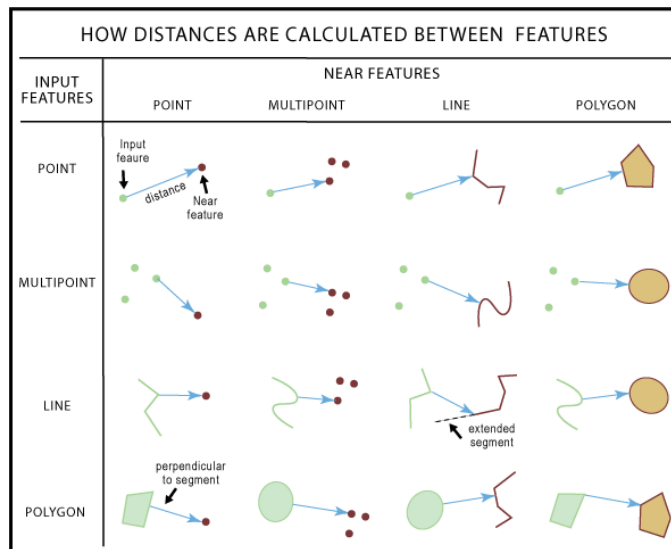 HOW DISTANCES ARE CALCULATED BETWEEN FEATURES
INPUT
FEATURES
NEAR FEATURES
POINT
MULTIPOINT
LINE
POLYGON
POINT
Input
feaure
distance
Near
feature
MULTIPOINT
LINE
extended
segment
POLYGON
perpendicular
to segment